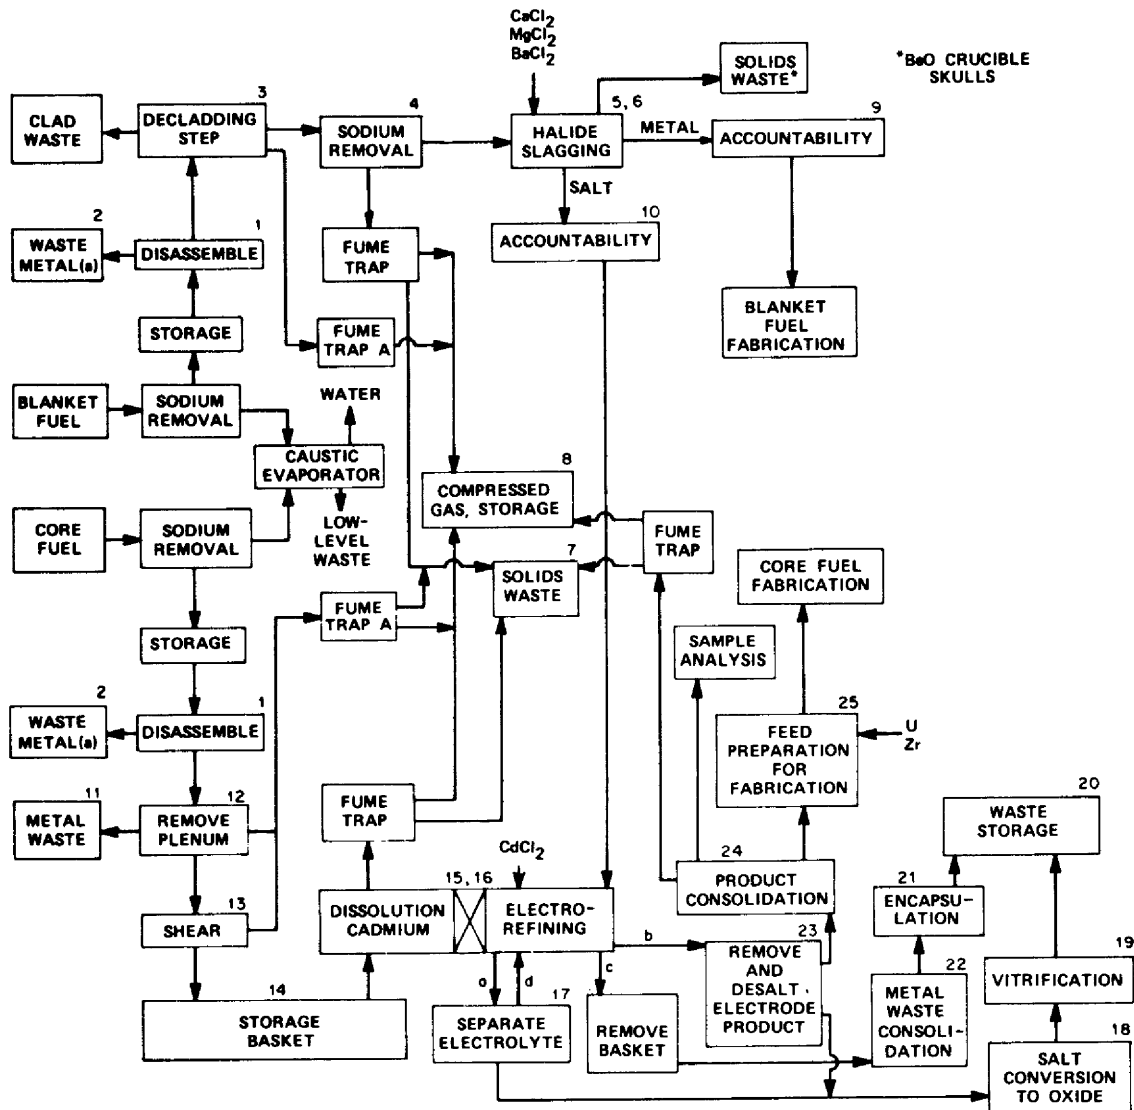 CaCl2
MgCl2
BaCl2
SOLIDS
WASTE*
*BeO CRUCIBLE
SKULLS
3
4
5, 6
9
CLAD
WASTE
DECLADDING
STEP
SODIUM
REMOVAL
HALIDE
SLAGGING
METAL
ACCOUNTABILITY
SALT
2
1
10
WASTE
METAL(a)
DISASSEMBLE
FUME
TRAP
ACCOUNTABILITY
STORAGE
FUME
TRAP A
BLANKET
FUEL
FABRICATION
BLANKET
FUEL
SODIUM
REMOVAL
WATER
CAUSTIC
EVAPORATOR
8
COMPRESSED
GAS, STORAGE
CORE
FUEL
SODIUM
REMOVAL
LOW-
LEVEL
WASTE
FUME
TRAP
7
SOLIDS
WASTE
CORE FUEL
FABRICATION
FUME
TRAP A
STORAGE
SAMPLE
ANALYSIS
2
1
25
WASTE
METAL(a)
DISASSEMBLE
FEED
PREPARATION
FOR
FABRICATION
U
Zr
11
12
20
METAL
WASTE
REMOVE
PLENUM
FUME
TRAP
WASTE
STORAGE
CdCl2
24
PRODUCT
CONSOLIDATION
15, 16
21
13
SHEAR
DISSOLUTION
CADMIUM
ELECTRO-
REFINING
ENCAPSU-
LATION
b
23
a
d
c
REMOVE
AND
DESALT
ELECTRODE
PRODUCT
22
19
14
17
VITRIFICATION
STORAGE
BASKET
SEPARATE
ELECTROLYTE
REMOVE
BASKET
METAL
WASTE
CONSOLI-
DATION
18
SALT
CONVERSION
TO OXIDE